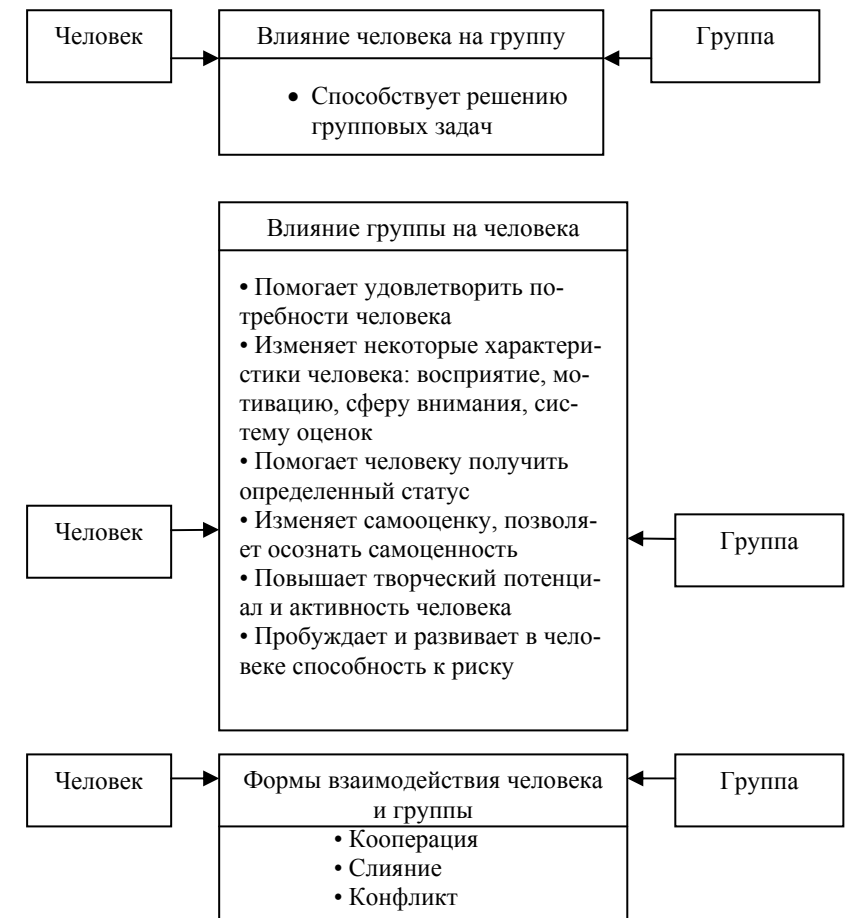 Человек
Влияние человека на группу
Группа
• Способствует решению
групповых задач
Влияние группы на человека
• Помогает удовлетворить по-
требности человека
• Изменяет некоторые характери-
стики человека: восприятие, мо-
тивацию, сферу внимания, сис-
тему оценок
• Помогает человеку получить
определенный статус
• Изменяет самооценку, позволя-
ет осознать самоценность
• Повышает творческий потенци-
ал и активность человека
• Пробуждает и развивает в чело-
веке способность к риску
Человек
Группа
Человек
Формы взаимодействия человека
и группы
Группа
• Кооперация
• Слияние
• Конфликт